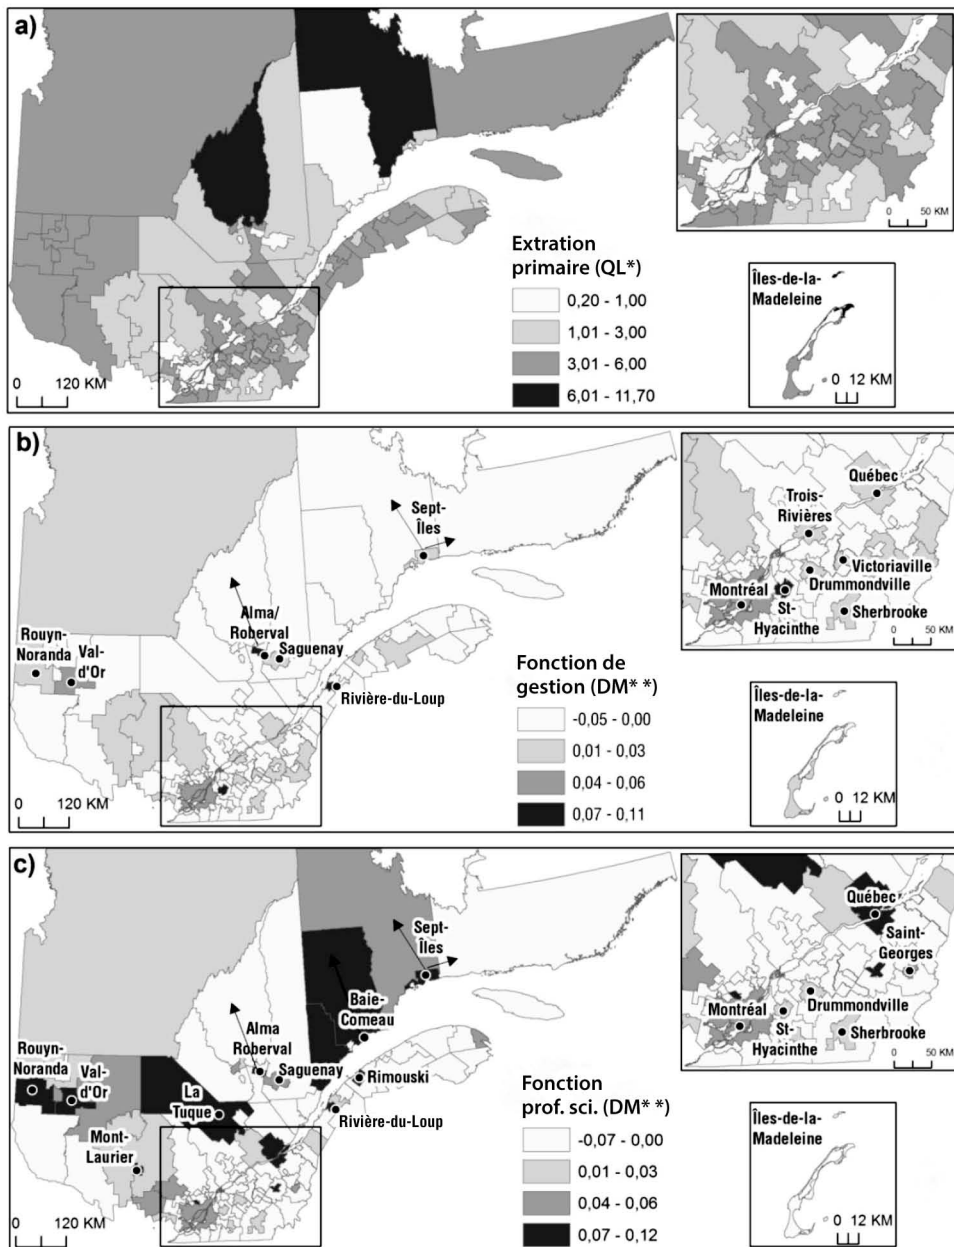 a)
0 50 KM
Extration
primaire (QL*)
0,20 - 1,00
1,01 - 3,00
3,01 - 6,00
6,01 - 11,70
Îles-de-la-
Madeleine
0 12 KM
0 120 KM
b)
Sept-
Îles
Alma/
Roberval
Saguenay
Rouyn-
Noranda
Val-
d'Or
Rivière-du-Loup
0 120 KM
Québec
Trois-
Rivières
Victoriaville
Drummondville
Montréal
St-
Hyacinthe
Sherbrooke
0 50 KM
Fonction de
gestion (DM* *)
-0,05 - 0,00
0,01 - 0,03
0,04 - 0,06
0,07 - 0,11
Îles-de-la-
Madeleine
0 12 KM
c)
Sept-
Îles
Baie-
Comeau
Alma
Roberval
Saguenay
Rimouski
Rouyn-
Noranda
Val-
d'Or
La
Tuque
Rivière-du-Loup
Mont-
Laurier
0 120 KM
Québec
Saint-
Georges
Drummondville
Montréal
St-
Hyacinthe
Sherbrooke
0 50 KM
Fonction
prof. sci. (DM* *)
-0,07 - 0,00
0,01 - 0,03
0,04 - 0,06
0,07 - 0,12
Îles-de-la-
Madeleine
0 12 KM